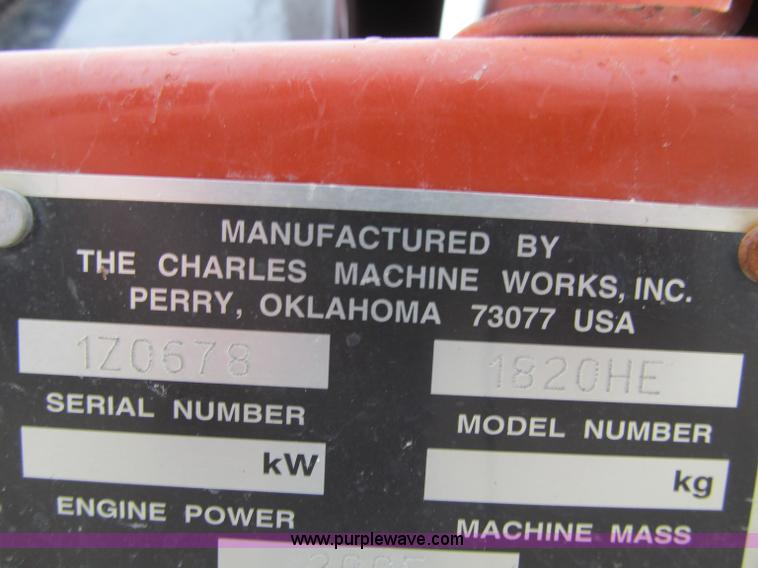 MANUFACTURED BY
THE CHARLES MACHINE WORKS, INC.
PERRY, OKLAHOMA 73077 USA
1Z0678 1820HE
SERIAL NUMBER MODEL NUMBER
kW kg
ENGINE POWER MACHINE MASS
www.purplewave.com